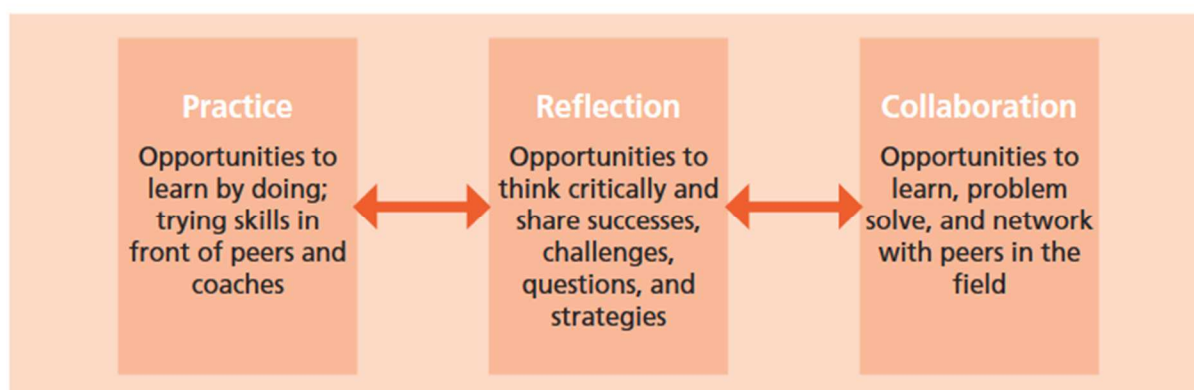 Practice
Opportunities to
learn by doing;
trying skills in
front of peers and
coaches
Reflection
Opportunities to
think critically and
share successes,
challenges,
questions, and
strategies
Collaboration
Opportunities to
learn, problem
solve, and network
with peers in the
field